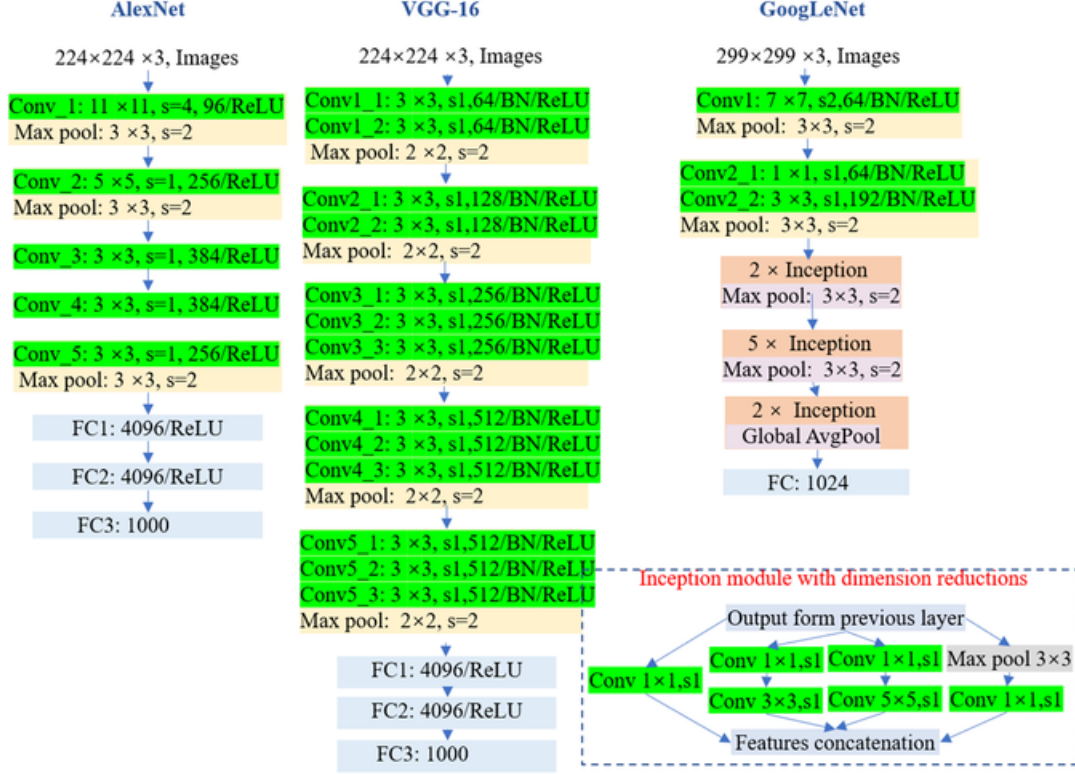 AlexNet
224×224 ×3, Images
Conv_1: 11 ×11, s=4, 96/ReLU
Max pool: 3 ×3, s=2
Conv_2: 5 ×5, s=1, 256/ReLU
Max pool: 3 ×3, s=2
Conv_3: 3 ×3, s=1, 384/ReLU
Conv_4: 3 ×3, s=1, 384/ReLU
Conv_5: 3 ×3, s=1, 256/ReLU
Max pool: 3 ×3, s=2
FC1: 4096/ReLU
FC2: 4096/ReLU
FC3: 1000
VGG-16
224×224 ×3, Images
Conv1_1: 3 ×3, s1,64/BN/ReLU
Conv1_2: 3 ×3, s1,64/BN/ReLU
Max pool: 2 ×2, s=2
Conv2_1: 3 ×3, s1,128/BN/ReLU
Conv2_2: 3 ×3, s1,128/BN/ReLU
Max pool: 2×2, s=2
Conv3_1: 3 ×3, s1,256/BN/ReLU
Conv3_2: 3 ×3, s1,256/BN/ReLU
Conv3_3: 3 ×3, s1,256/BN/ReLU
Max pool: 2×2, s=2
Conv4_1: 3 ×3, s1,512/BN/ReLU
Conv4_2: 3 ×3, s1,512/BN/ReLU
Conv4_3: 3 ×3, s1,512/BN/ReLU
Max pool: 2×2, s=2
Conv5_1: 3 ×3, s1,512/BN/ReLU
Conv5_2: 3 ×3, s1,512/BN/ReLU
Conv5_3: 3 ×3, s1,512/BN/ReLU
Max pool: 2×2, s=2
FC1: 4096/ReLU
FC2: 4096/ReLU
FC3: 1000
GoogLeNet
299×299 ×3, Images
Conv1: 7 ×7, s2,64/BN/ReLU
Max pool: 3×3, s=2
Conv2_1: 1 ×1, s1,64/BN/ReLU
Conv2_2: 3 ×3, s1,192/BN/ReLU
Max pool: 3×3, s=2
2 × Inception
Max pool: 3×3, s=2
5 × Inception
Max pool: 3×3, s=2
2 × Inception
Global AvgPool
FC: 1024
Inception module with dimension reductions
Output form previous layer
Conv 1×1,s1
Conv 1×1,s1
Conv 3×3,s1
Conv 1×1,s1
Conv 5×5,s1
Max pool 3×3
Conv 1×1,s1
Features concatenation